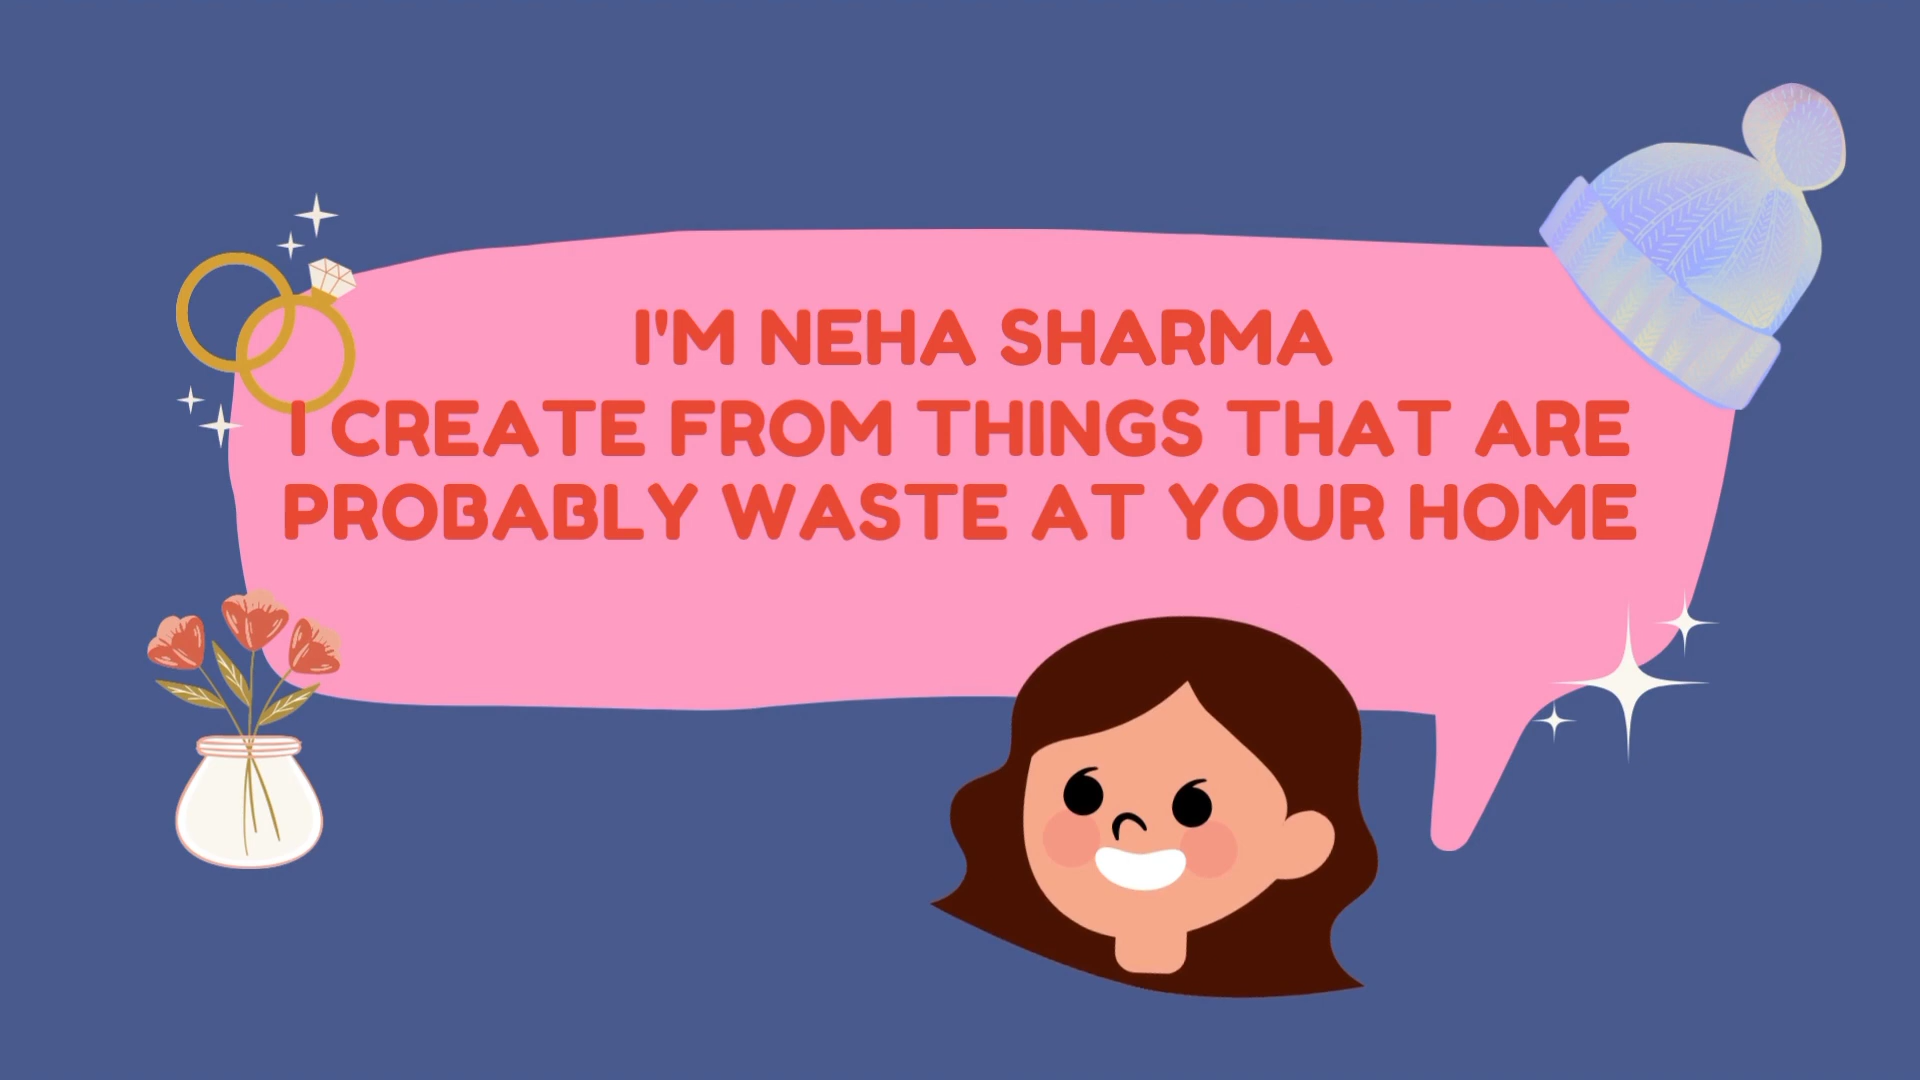 I'M NEHA SHARMA
I CREATE FROM THINGS THAT ARE
PROBABLY WASTE AT YOUR HOME